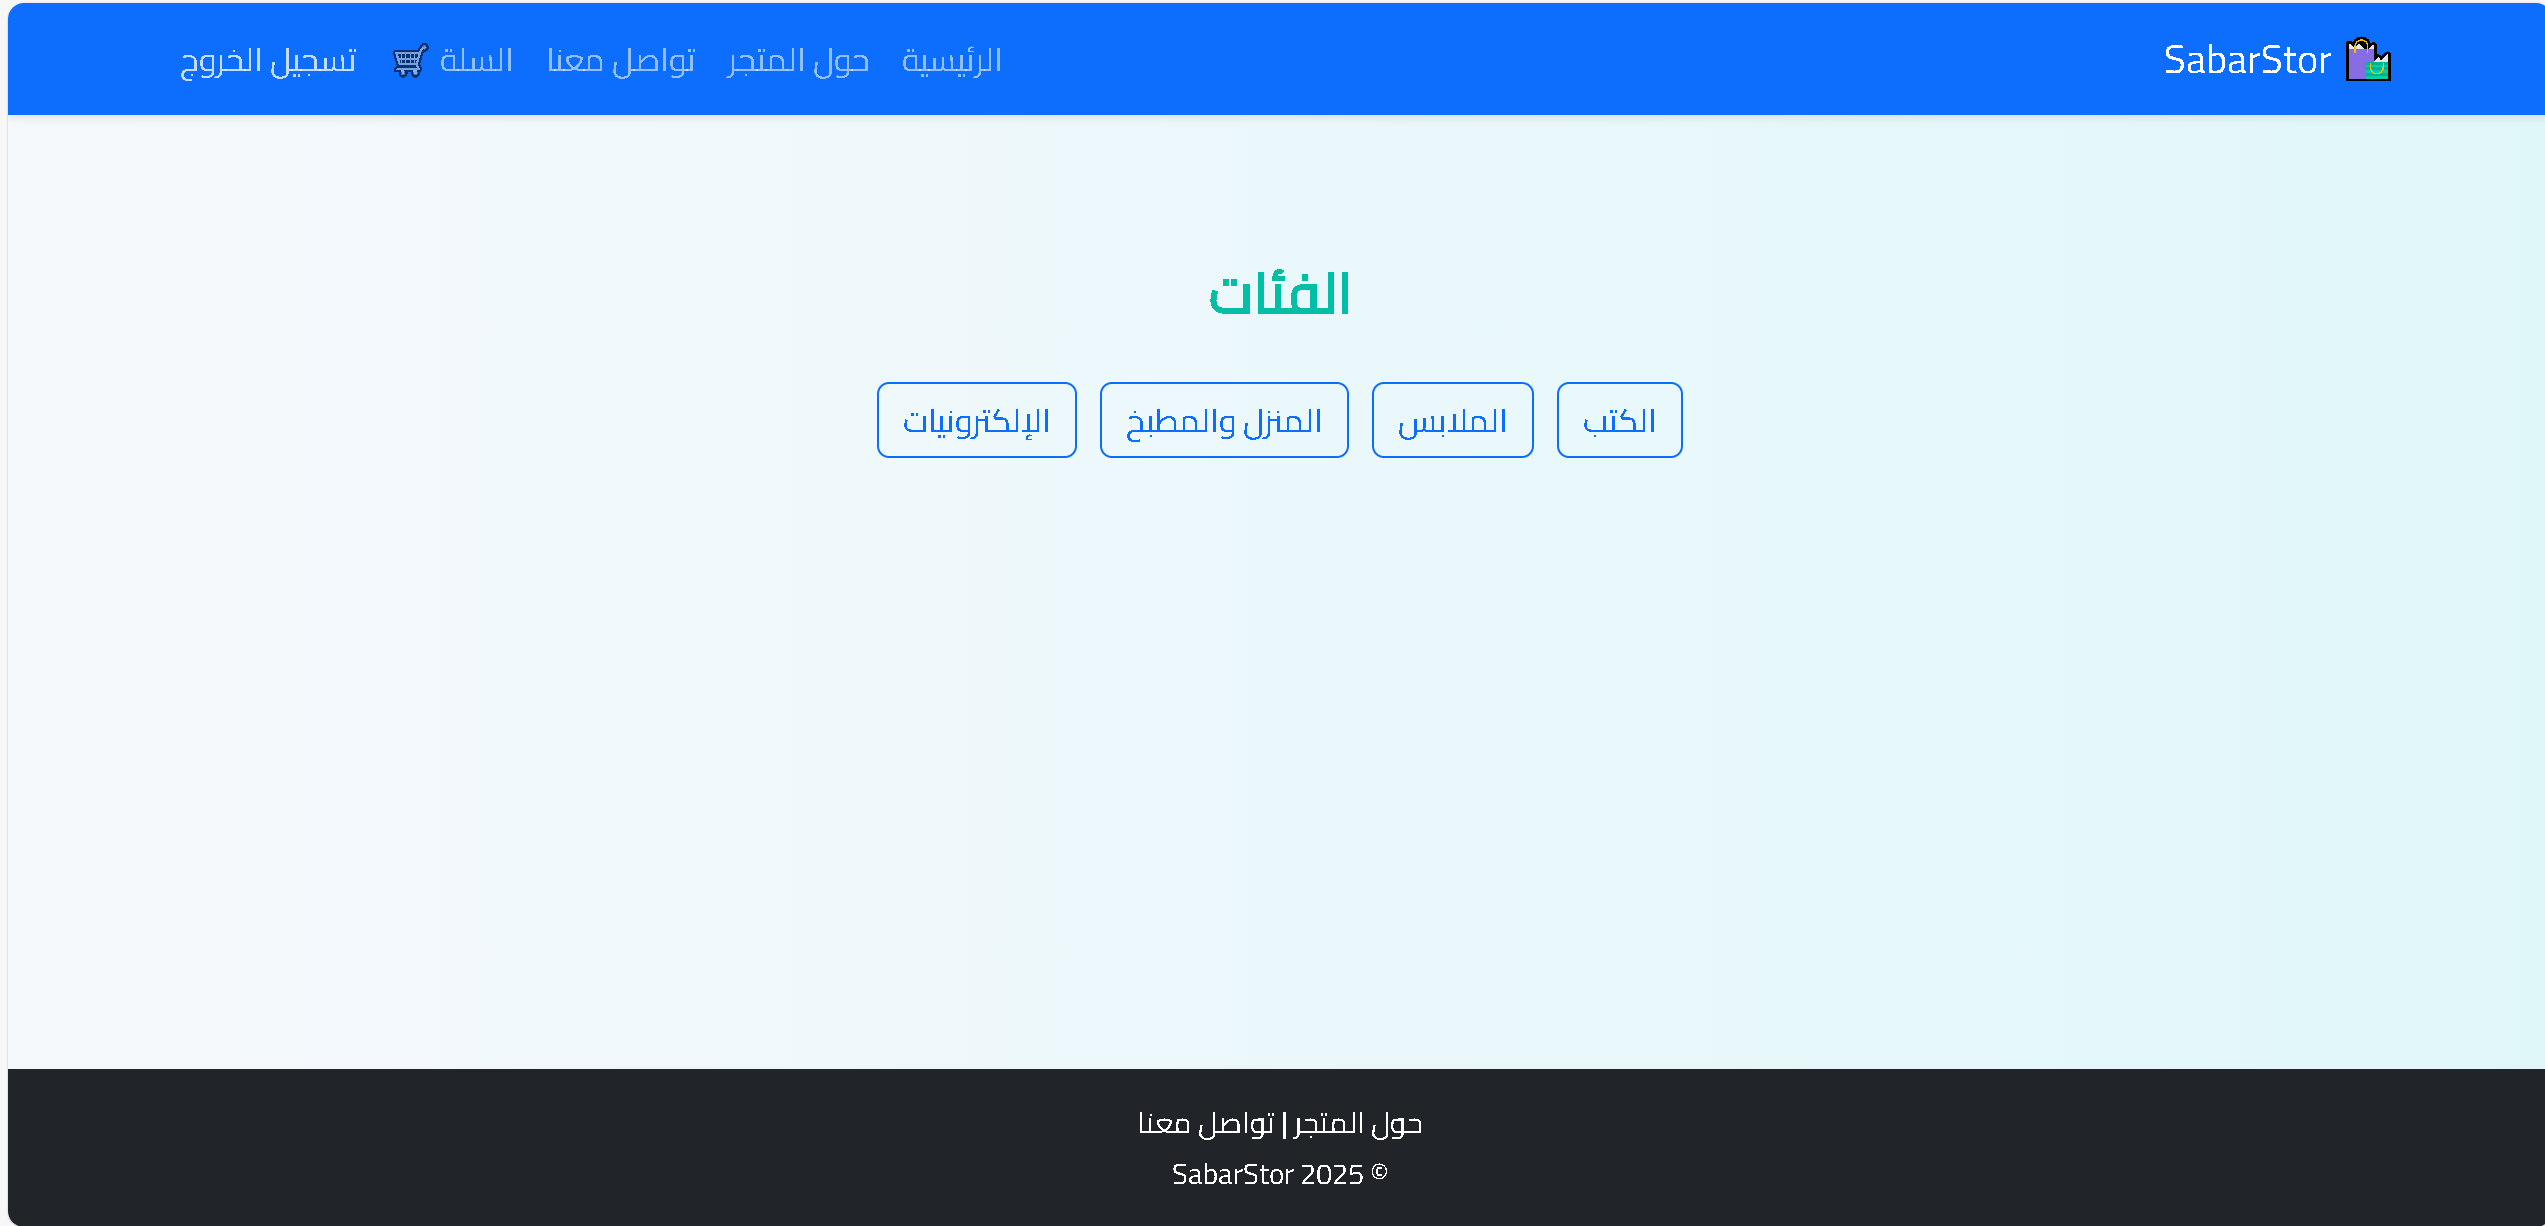 SabarStor
الرئيسية حول المتجر تواصل معنا السلة تسجيل الخروج
الفئات
الكتب الملابس المنزل والمطبخ الإلكترونيات
حول المتجر | تواصل معنا
© SabarStor 2025